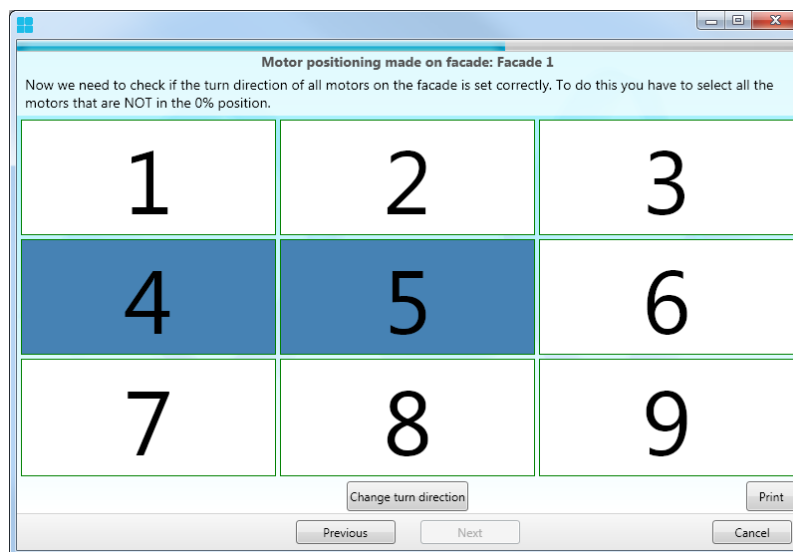 Motor positioning made on facade: Facade 1
Now we need to check if the turn direction of all motors on the facade is set correctly. To do this you have to select all the
motors that are NOT in the 0% position.
1 2 3
4 5 6
7 8 9
Change turn direction Print
Previous Next Cancel